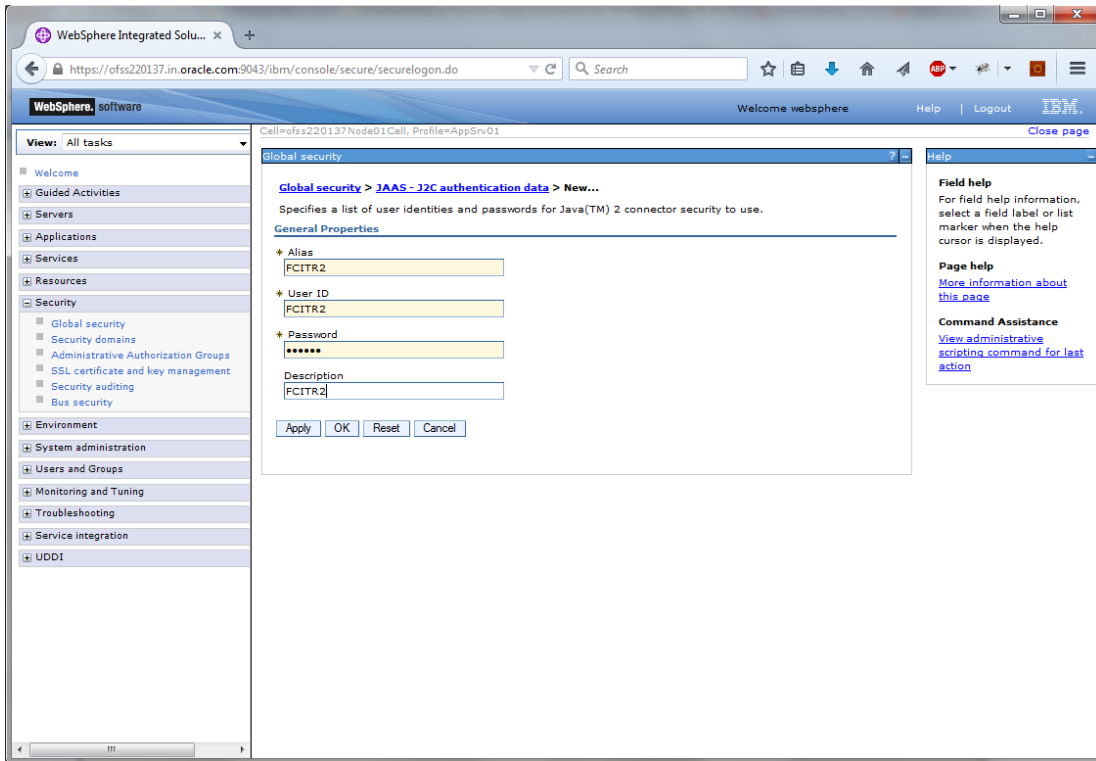 WebSphere Integrated Solu... × +
https://ofss220137.in.oracle.com:9043/ibm/console/secure/securelogon.do
Search
ABP
WebSphere. software
Welcome websphere
Help | Logout
IBM.
View: All tasks
Welcome
Guided Activities
Servers
Applications
Services
Resources
Security
Global security
Security domains
Administrative Authorization Groups
SSL certificate and key management
Security auditing
Bus security
Environment
System administration
Users and Groups
Monitoring and Tuning
Troubleshooting
Service integration
UDDI
Cell=ofss220137Node01Cell, Profile=AppSrv01
Close page
Global security ? –
Global security > JAAS - J2C authentication data > New...
Specifies a list of user identities and passwords for Java(TM) 2 connector security to use.
General Properties
* Alias
FCITR2
* User ID
FCITR2
* Password
••••••
Description
FCITR2
Apply OK Reset Cancel
Help –
Field help
For field help information,
select a field label or list
marker when the help
cursor is displayed.
Page help
More information about
this page
Command Assistance
View administrative
scripting command for last
action